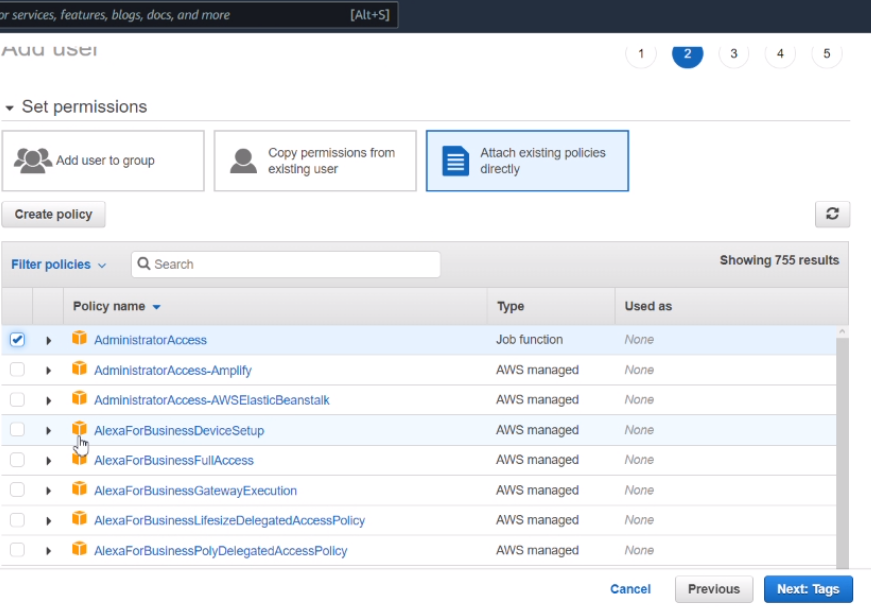 or services, features, blogs, docs, and more [Alt+S]
Add user
1 2 3 4 5
Set permissions
Add user to group
Copy permissions from
existing user
Attach existing policies
directly
Create policy
Filter policies
Search
Showing 755 results
Policy name Type Used as
AdministratorAccess Job function None
AdministratorAccess-Amplify AWS managed None
AdministratorAccess-AWSElasticBeanstalk AWS managed None
AlexaForBusinessDeviceSetup AWS managed None
AlexaForBusinessFullAccess AWS managed None
AlexaForBusinessGatewayExecution AWS managed None
AlexaForBusinessLifesizeDelegatedAccessPolicy AWS managed None
AlexaForBusinessPolyDelegatedAccessPolicy AWS managed None
Cancel Previous Next: Tags